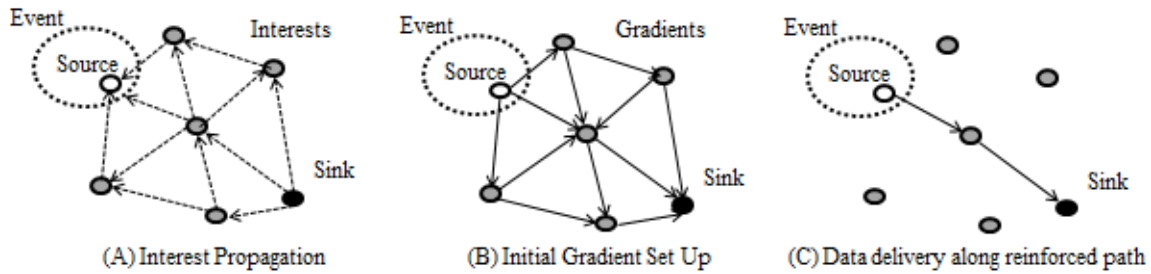 Event
Interests
Source
Sink
(A) Interest Propagation
Event
Gradients
Source
Sink
(B) Initial Gradient Set Up
Event
Source
Sink
(C) Data delivery along reinforced path